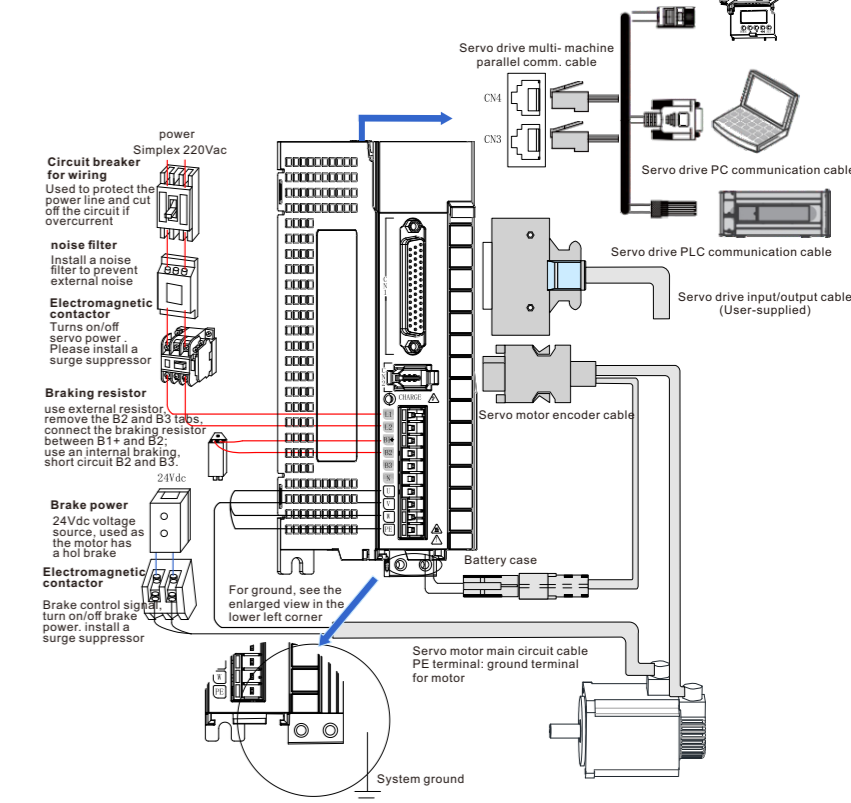 Servo drive multi- machine
parallel comm. cable
CN4
CN3
power
Simplex 220Vac
Circuit breaker
for wiring
Used to protect the
power line and cut
off the circuit if
overcurrent
noise filter
Install a noise
filter to prevent
external noise
Electromagnetic
contactor
Turns on/off
servo power .
Please install a
surge suppressor
Braking resistor
use external resistor,
remove the B2 and B3 tabs,
connect the braking resistor
between B1+ and B2;
use an internal braking,
short circuit B2 and B3.
24Vdc
Brake power
24Vdc voltage
source, used as
the motor has
a hol brake
Electromagnetic
contactor
Brake control signal,
turn on/off brake
power. install a
surge suppressor
Servo drive PC communication cable
Servo drive PLC communication cable
Servo drive input/output cable
(User-supplied)
Servo motor encoder cable
CN1
CHARGE
L1
L2
B1+
B2
B3
N
U
V
W
PE
Battery case
For ground, see the
enlarged view in the
lower left corner
Servo motor main circuit cable
PE terminal: ground terminal
for motor
W
PE
System ground